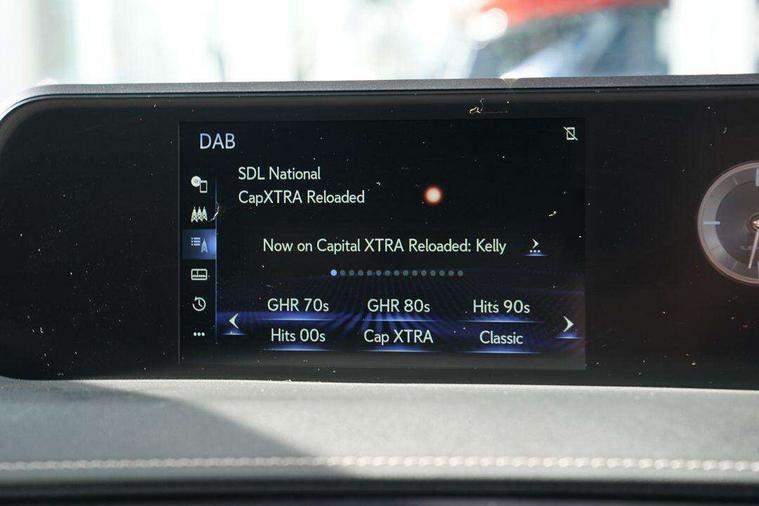 DAB
SDL National
CapXTRA Reloaded
Now on Capital XTRA Reloaded: Kelly
GHR 70s GHR 80s Hits 90s
Hits 00s Cap XTRA Classic